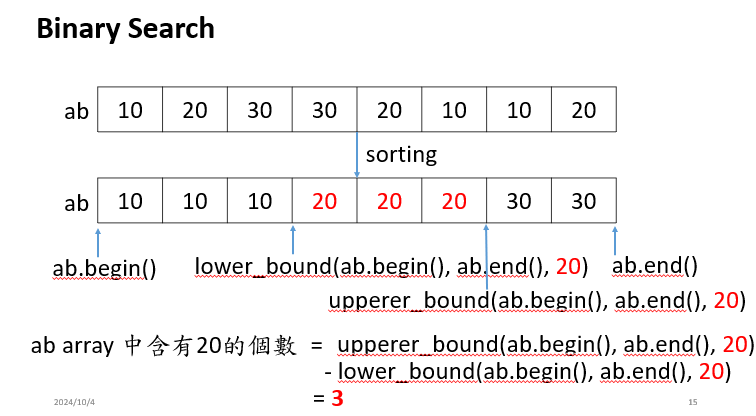 Binary Search
ab 10 20 30 30 20 10 10 20
sorting
ab 10 10 10 20 20 20 30 30
ab.begin() lower_bound(ab.begin(), ab.end(), 20) ab.end()
upperer_bound(ab.begin(), ab.end(), 20)
ab array 中含有20的個數 = upperer_bound(ab.begin(), ab.end(), 20)
- lower_bound(ab.begin(), ab.end(), 20)
= 3
2024/10/4 15